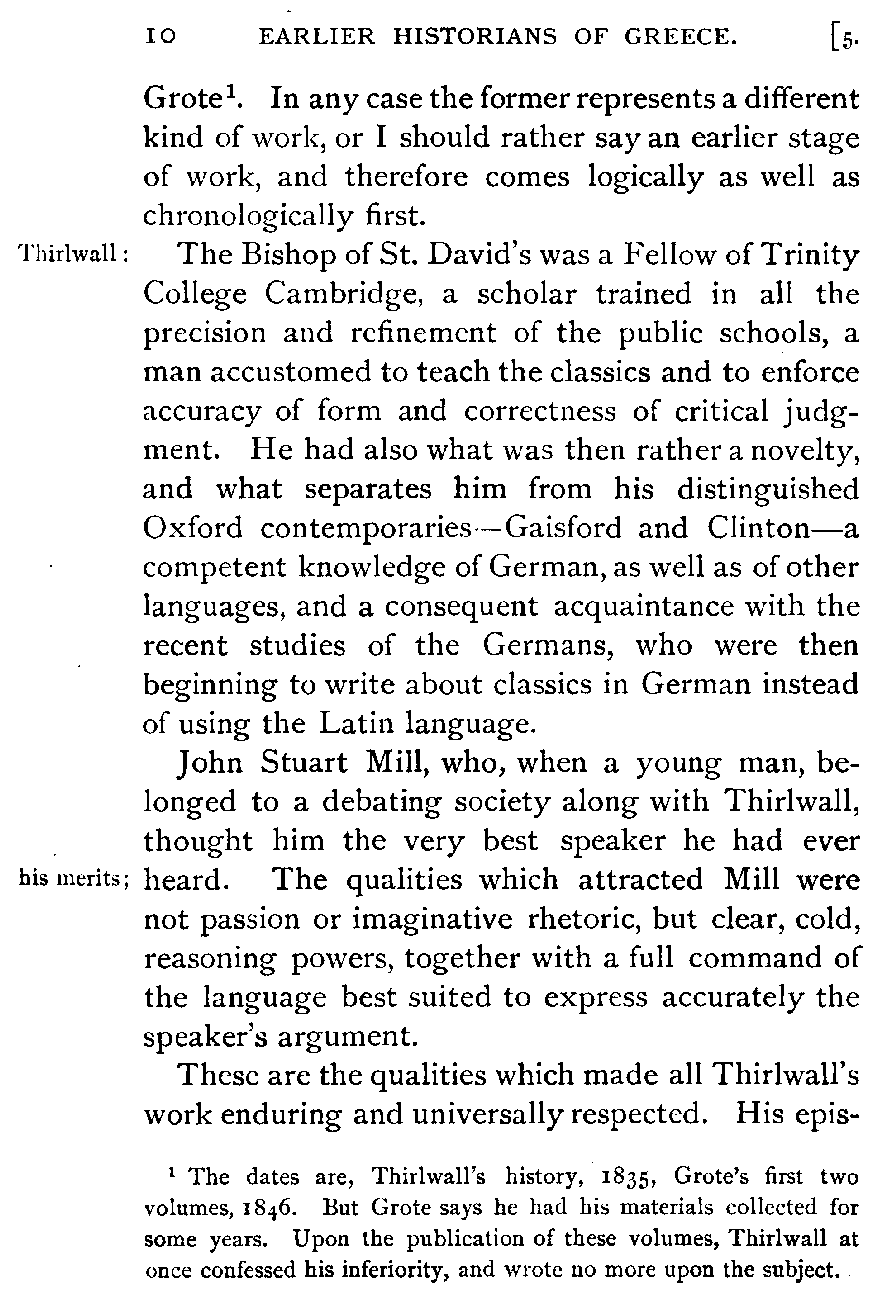 10 EARLIER HISTORIANS OF GREECE. [5.
Grote¹. In any case the former represents a different
kind of work, or I should rather say an earlier stage
of work, and therefore comes logically as well as
chronologically first.
Thirlwall: The Bishop of St. David's was a Fellow of Trinity
College Cambridge, a scholar trained in all the
precision and refinement of the public schools, a
man accustomed to teach the classics and to enforce
accuracy of form and correctness of critical judg-
ment. He had also what was then rather a novelty,
and what separates him from his distinguished
Oxford contemporaries—Gaisford and Clinton—a
competent knowledge of German, as well as of other
languages, and a consequent acquaintance with the
recent studies of the Germans, who were then
beginning to write about classics in German instead
of using the Latin language.
John Stuart Mill, who, when a young man, be-
longed to a debating society along with Thirlwall,
thought him the very best speaker he had ever
his merits; heard. The qualities which attracted Mill were
not passion or imaginative rhetoric, but clear, cold,
reasoning powers, together with a full command of
the language best suited to express accurately the
speaker's argument.
These are the qualities which made all Thirlwall's
work enduring and universally respected. His epis-
¹ The dates are, Thirlwall's history, 1835, Grote's first two
volumes, 1846. But Grote says he had his materials collected for
some years. Upon the publication of these volumes, Thirlwall at
once confessed his inferiority, and wrote no more upon the subject.